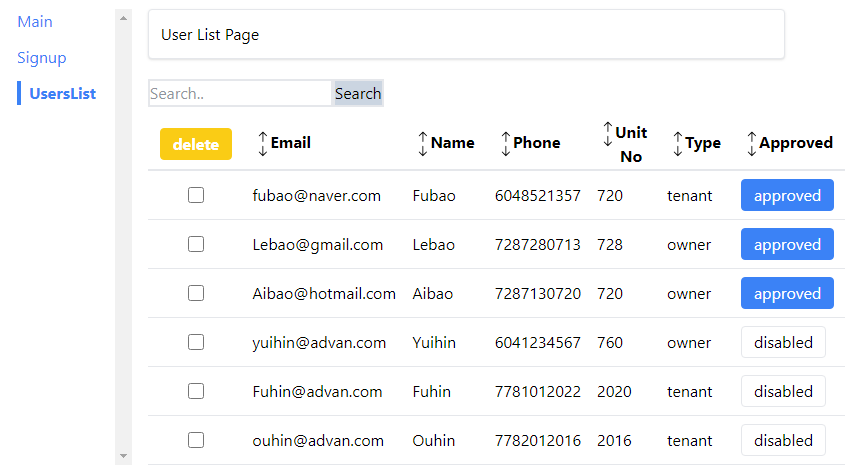 Main
Signup
UsersList
User List Page
Search.. Search
delete Email Name Phone Unit No Type Approved
fubao@naver.com Fubao 6048521357 720 tenant approved
Lebao@gmail.com Lebao 7287280713 728 owner approved
Aibao@hotmail.com Aibao 7287130720 720 owner approved
yuihin@advan.com Yuihin 6041234567 760 owner disabled
Fuhin@advan.com Fuhin 7781012022 2020 tenant disabled
ouhin@advan.com Ouhin 7782012016 2016 tenant disabled